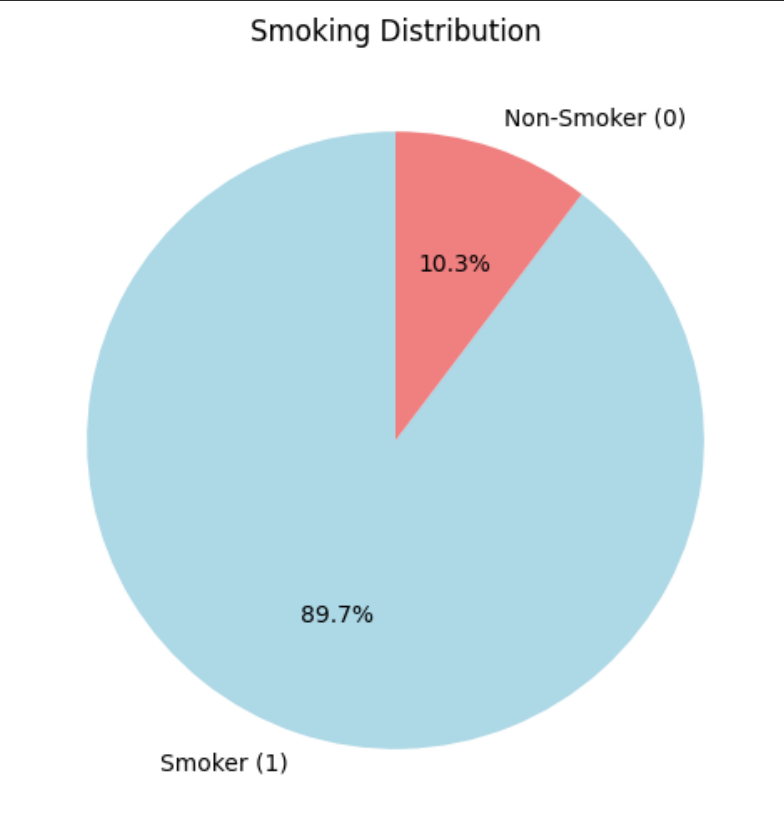 Smoking Distribution
Non-Smoker (0)
10.3%
89.7%
Smoker (1)